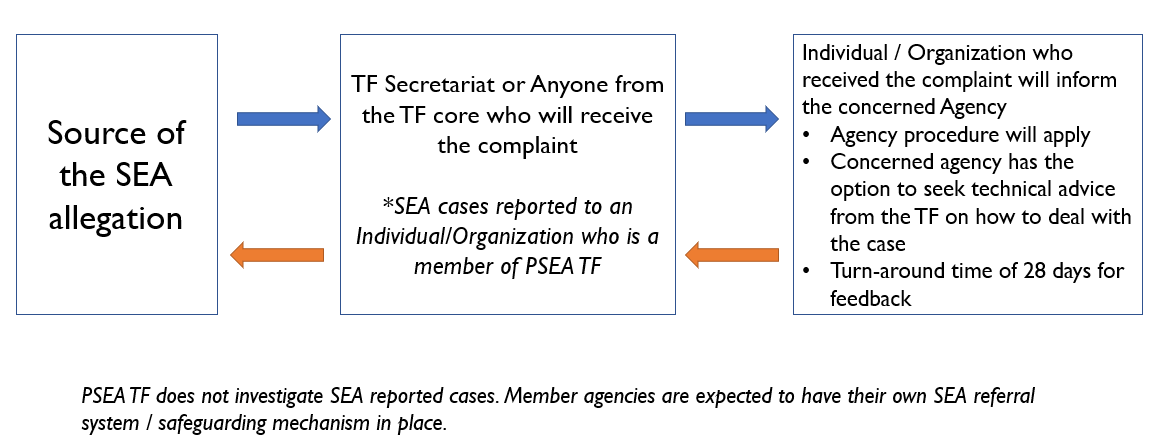 Source of
the SEA
allegation
TF Secretariat or Anyone from
the TF core who will receive
the complaint
*SEA cases reported to an
Individual/Organization who is a
member of PSEA TF
Individual / Organization who
received the complaint will inform
the concerned Agency
• Agency procedure will apply
• Concerned agency has the
option to seek technical advice
from the TF on how to deal with
the case
• Turn-around time of 28 days for
feedback
PSEA TF does not investigate SEA reported cases. Member agencies are expected to have their own SEA referral
system / safeguarding mechanism in place.